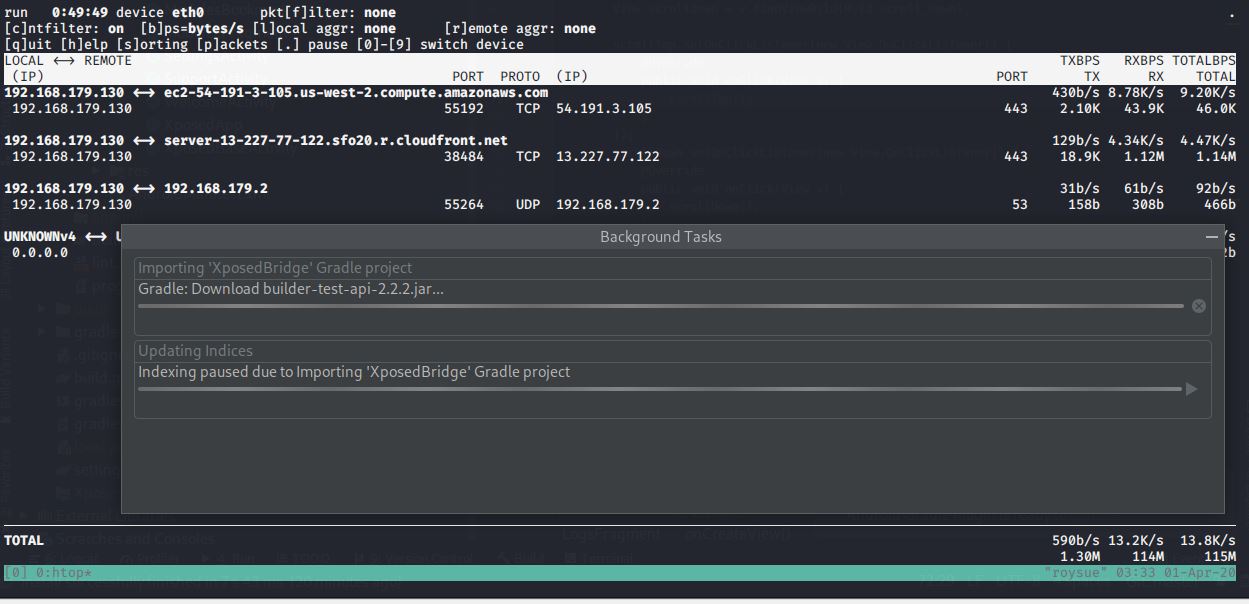 run 0:49:49 device eth0 pkt[f]ilter: none .
[c]ntfilter: on [b]ps=bytes/s [l]ocal aggr: none [r]emote aggr: none
[q]uit [h]elp [s]orting [p]ackets [.] pause [0]-[9] switch device
LOCAL <-> REMOTE TXBPS RXBPS TOTALBPS
(IP) PORT PROTO (IP) PORT TX RX TOTAL
192.168.179.130 <-> ec2-54-191-3-105.us-west-2.compute.amazonaws.com 430b/s 8.78K/s 9.20K/s
192.168.179.130 55192 TCP 54.191.3.105 443 2.10K 43.9K 46.0K
192.168.179.130 <-> server-13-227-77-122.sfo20.r.cloudfront.net 129b/s 4.34K/s 4.47K/s
192.168.179.130 38484 TCP 13.227.77.122 443 18.9K 1.12M 1.14M
192.168.179.130 <-> 192.168.179.2 31b/s 61b/s 92b/s
192.168.179.130 55264 UDP 192.168.179.2 53 158b 308b 466b
UNKNOWNv4 <->
0.0.0.0
Background Tasks
Importing 'XposedBridge' Gradle project
Gradle: Download builder-test-api-2.2.2.jar...
Updating Indices
Indexing paused due to Importing 'XposedBridge' Gradle project
LogsFragment onCreateView()
Scratches and Consoles
TOTAL 590b/s 13.2K/s 13.8K/s
1.30M 114M 115M
[0] 0:htop* "roysue" 03:33 01-Apr-20